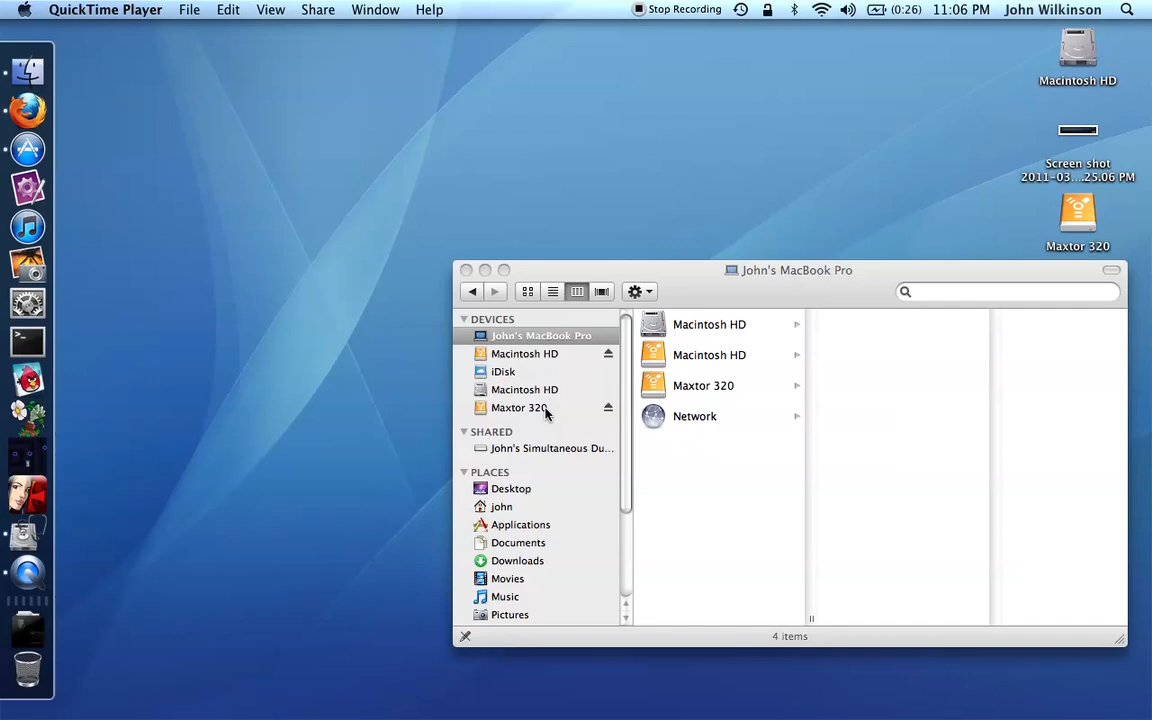 QuickTime Player File Edit View Share Window Help Stop Recording (0:26) 11:06 PM John Wilkinson
Macintosh HD
Screen shot
2011-03....25.06 PM
Maxtor 320
John's MacBook Pro
DEVICES
John's MacBook Pro
Macintosh HD
iDisk
Macintosh HD
Maxtor 320
SHARED
John's Simultaneous Du...
PLACES
Desktop
john
Applications
Documents
Downloads
Movies
Music
Pictures
Macintosh HD
Macintosh HD
Maxtor 320
Network
4 items